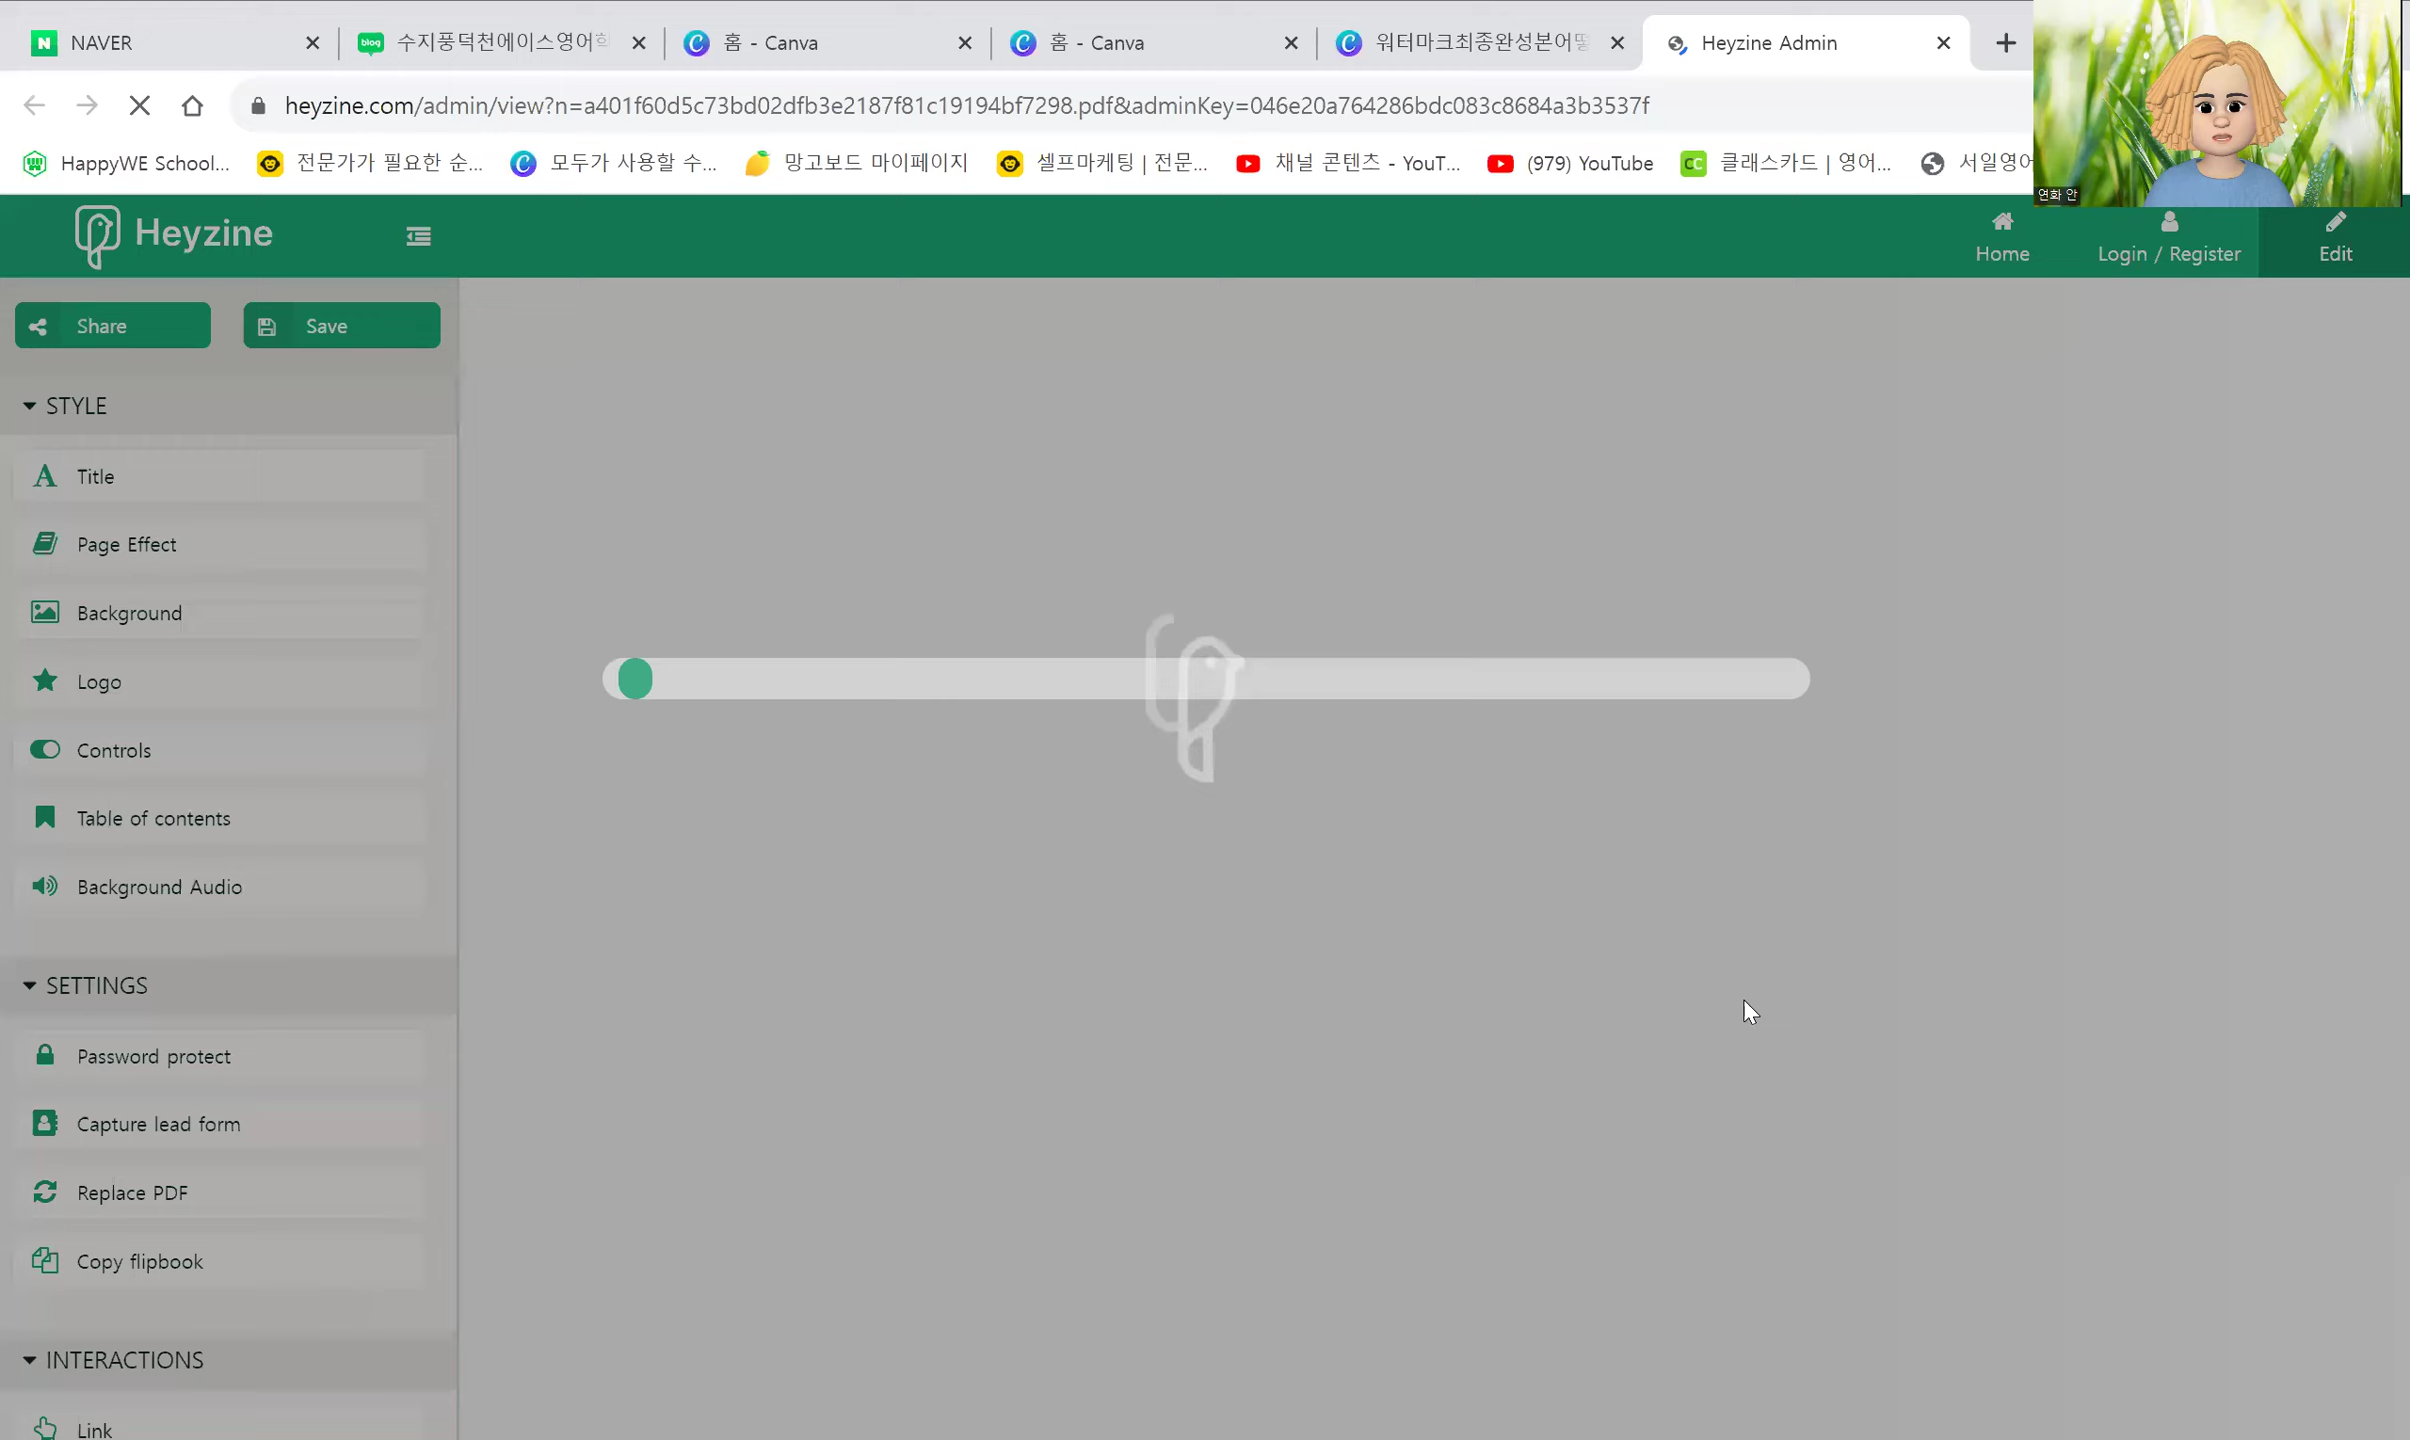 NAVER
수지풍덕천에이스영어학
홈 - Canva
홈 - Canva
워터마크최종완성본어떻
Heyzine Admin
heyzine.com/admin/view?n=a401f60d5c73bd02dfb3e2187f81c19194bf7298.pdf&adminKey=046e20a764286bdc083c8684a3b3537f
HappyWE School...
전문가가 필요한 순...
모두가 사용할 수...
망고보드 마이페이지
셀프마케팅 | 전문...
채널 콘텐츠 - YouT...
(979) YouTube
클래스카드 | 영어...
서일영어
연화 안
Heyzine
Home
Login / Register
Edit
Share
Save
STYLE
Title
Page Effect
Background
Logo
Controls
Table of contents
Background Audio
SETTINGS
Password protect
Capture lead form
Replace PDF
Copy flipbook
INTERACTIONS
Link